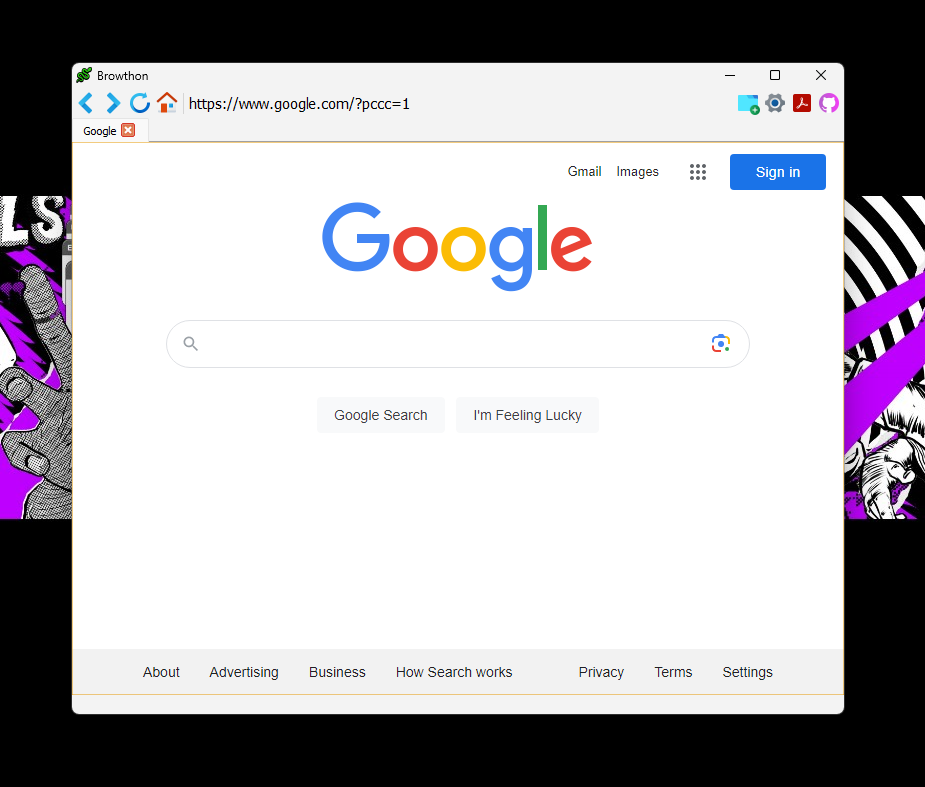 Browthon
https://www.google.com/?pccc=1
Google
Gmail Images Sign in
LS
Google
Google Search I'm Feeling Lucky
About Advertising Business How Search works Privacy Terms Settings